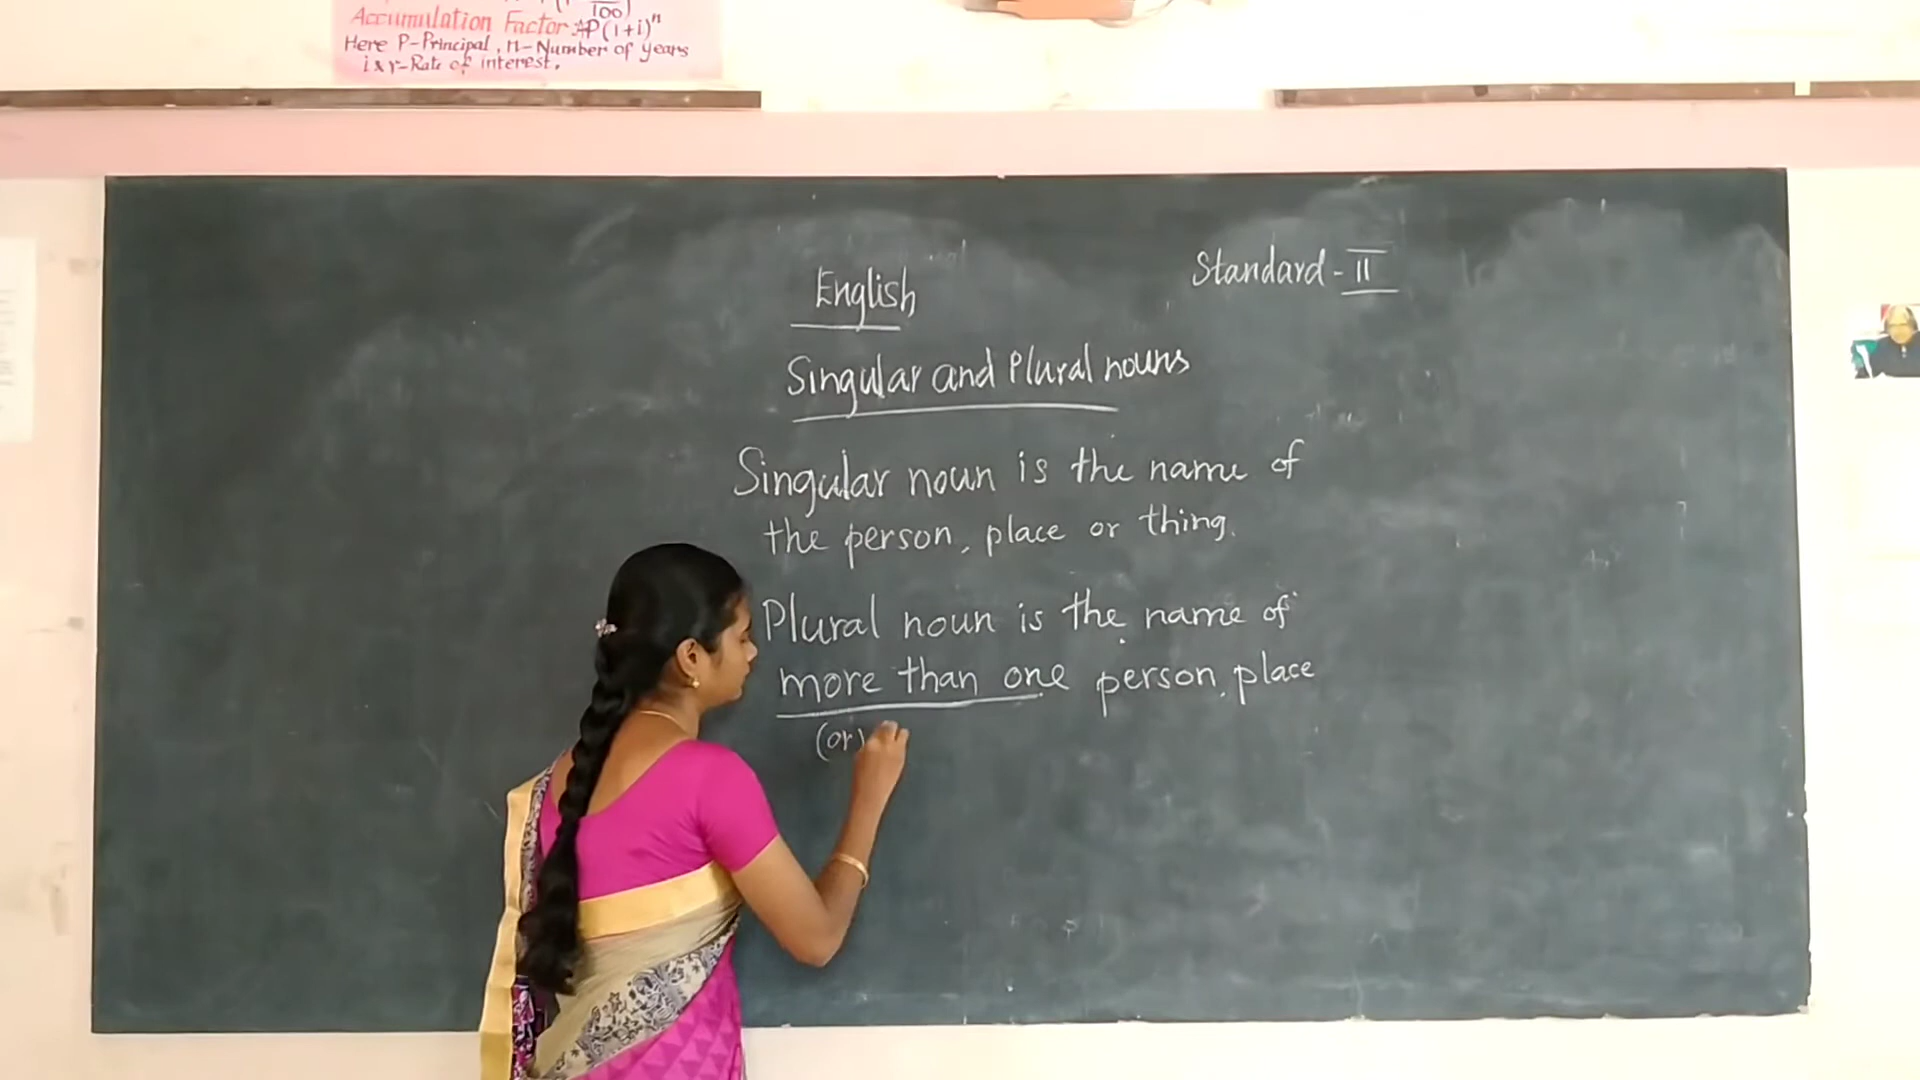 Accumulation Factor:AP(1+i)ⁿ
Here P-Principal, n-Number of years
i & r-Rate of interest.
English
Standard - II
Singular and Plural nouns
Singular noun is the name of
the person, place or thing.
Plural noun is the name of
more than one person, place
(or)